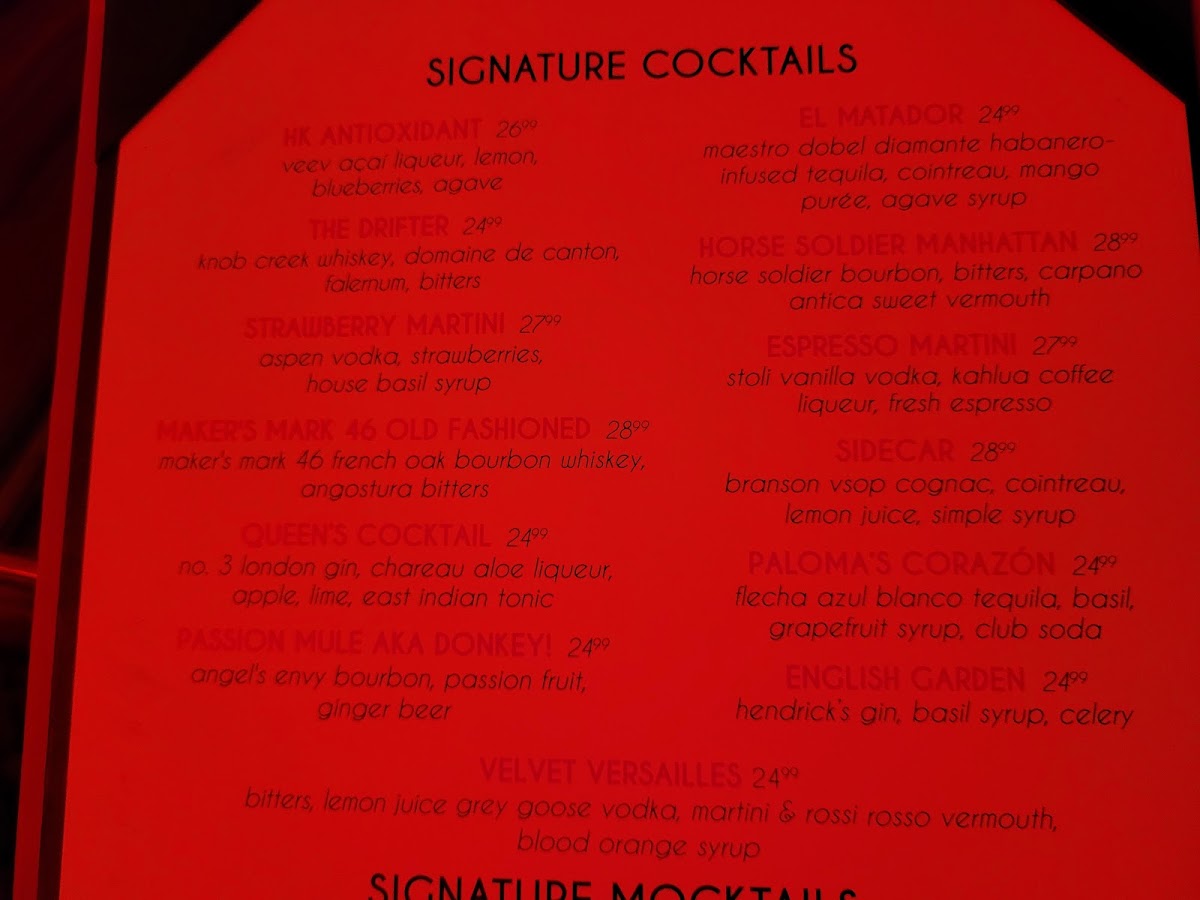 SIGNATURE COCKTAILS
HK ANTIOXIDANT 26⁹⁹
veev açaí liqueur, lemon,
blueberries, agave
THE DRIFTER 24⁹⁹
knob creek whiskey, domaine de canton,
falernum, bitters
STRAWBERRY MARTINI 27⁹⁹
aspen vodka, strawberries,
house basil syrup
MAKER'S MARK 46 OLD FASHIONED 28⁹⁹
maker's mark 46 french oak bourbon whiskey,
angostura bitters
QUEEN'S COCKTAIL 24⁹⁹
no. 3 london gin, chareau aloe liqueur,
apple, lime, east indian tonic
PASSION MULE AKA DONKEY! 24⁹⁹
angel's envy bourbon, passion fruit,
ginger beer
EL MATADOR 24⁹⁹
maestro dobel diamante habanero-
infused tequila, cointreau, mango
purée, agave syrup
HORSE SOLDIER MANHATTAN 28⁹⁹
horse soldier bourbon, bitters, carpano
antica sweet vermouth
ESPRESSO MARTINI 27⁹⁹
stoli vanilla vodka, kahlua coffee
liqueur, fresh espresso
SIDECAR 28⁹⁹
branson vsop cognac, cointreau,
lemon juice, simple syrup
PALOMA'S CORAZÓN 24⁹⁹
flecha azul blanco tequila, basil,
grapefruit syrup, club soda
ENGLISH GARDEN 24⁹⁹
hendrick's gin, basil syrup, celery
VELVET VERSAILLES 24⁹⁹
bitters, lemon juice grey goose vodka, martini & rossi rosso vermouth,
blood orange syrup
SIGNATURE MOCKTAILS